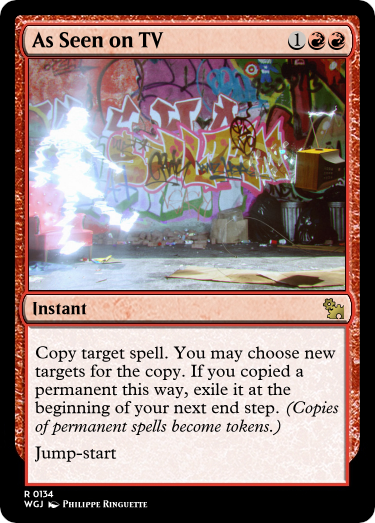 As Seen on TV 1
Instant
Copy target spell. You may choose new
targets for the copy. If you copied a
permanent this way, exile it at the
beginning of your next end step. (Copies
of permanent spells become tokens.)
Jump-start
R 0134
WGJ Philippe Ringuette